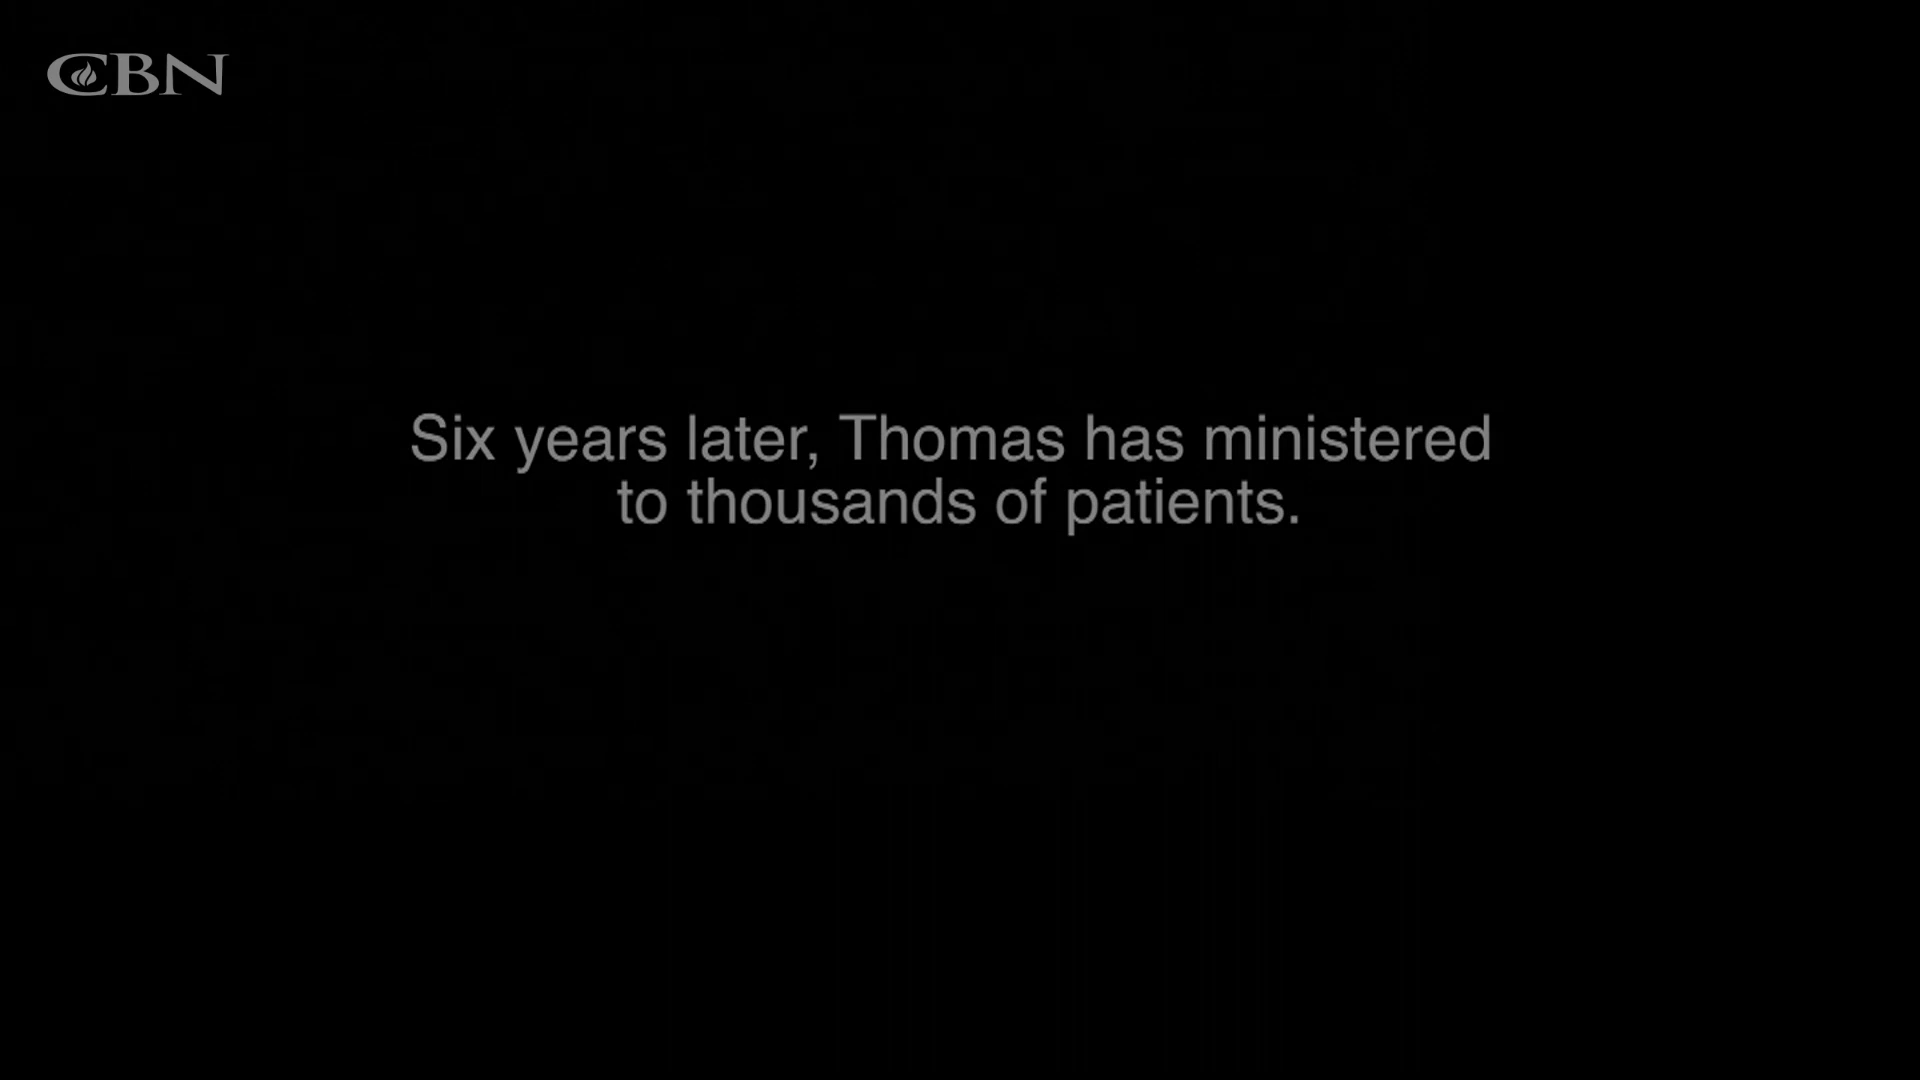 CBN
Six years later, Thomas has ministered
to thousands of patients.